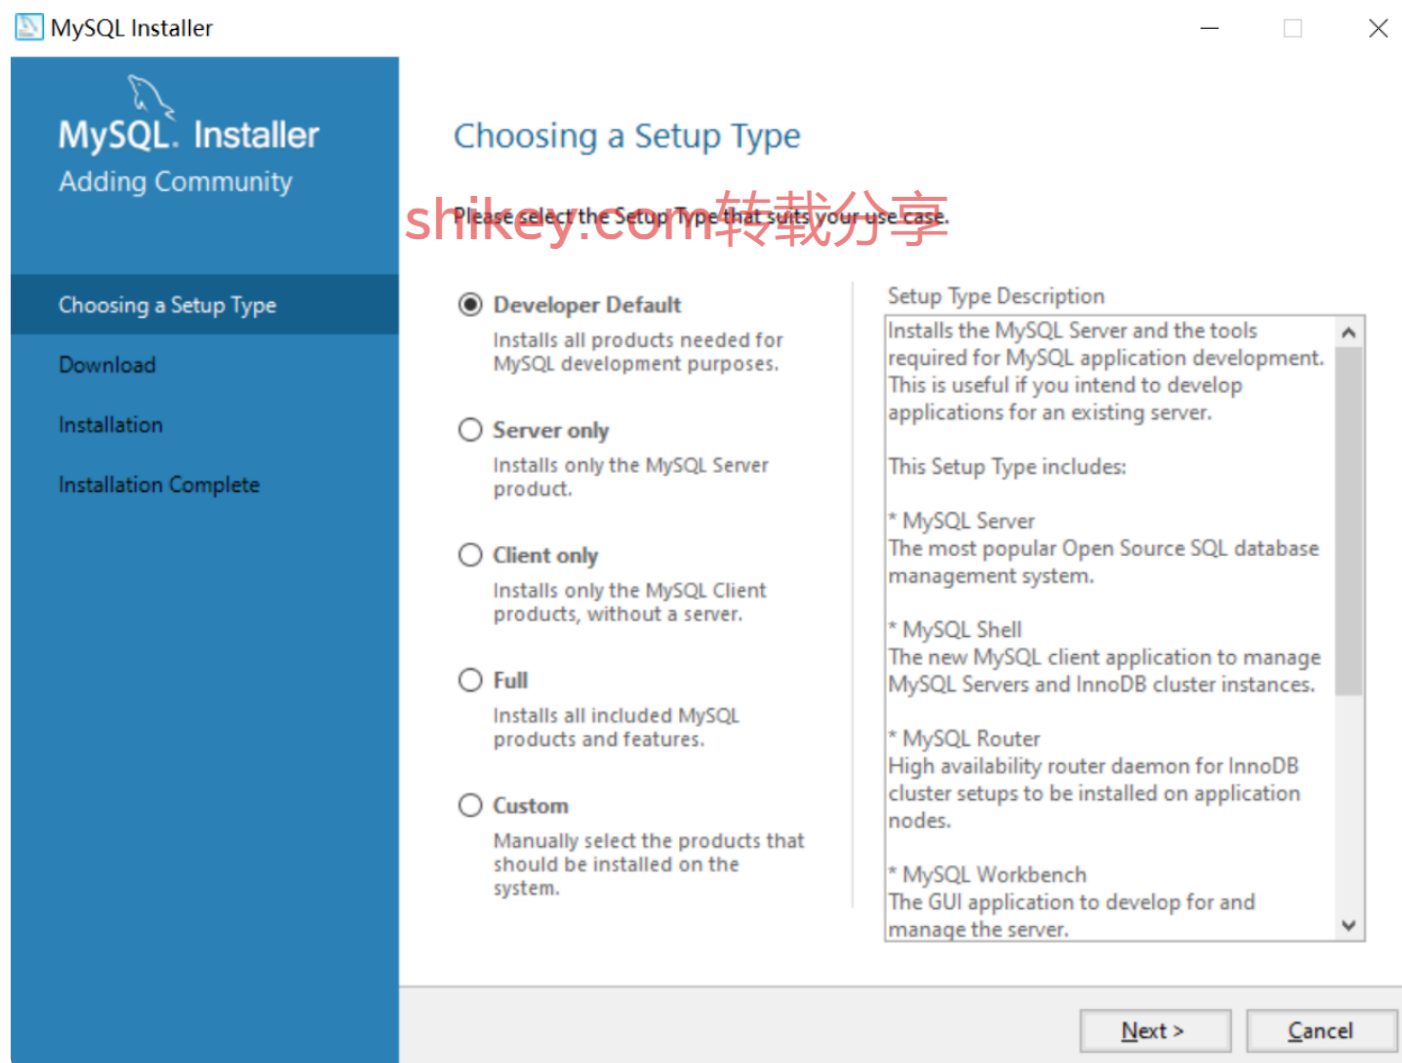 MySQL Installer
MySQL. Installer
Adding Community
Choosing a Setup Type
Download
Installation
Installation Complete
Choosing a Setup Type
Please select the Setup Type that suits your use case.
shikey.com转载分享
Developer Default
Installs all products needed for
MySQL development purposes.
Server only
Installs only the MySQL Server
product.
Client only
Installs only the MySQL Client
products, without a server.
Full
Installs all included MySQL
products and features.
Custom
Manually select the products that
should be installed on the
system.
Setup Type Description
Installs the MySQL Server and the tools
required for MySQL application development.
This is useful if you intend to develop
applications for an existing server.
This Setup Type includes:
* MySQL Server
The most popular Open Source SQL database
management system.
* MySQL Shell
The new MySQL client application to manage
MySQL Servers and InnoDB cluster instances.
* MySQL Router
High availability router daemon for InnoDB
cluster setups to be installed on application
nodes.
* MySQL Workbench
The GUI application to develop for and
manage the server.
Next >
Cancel